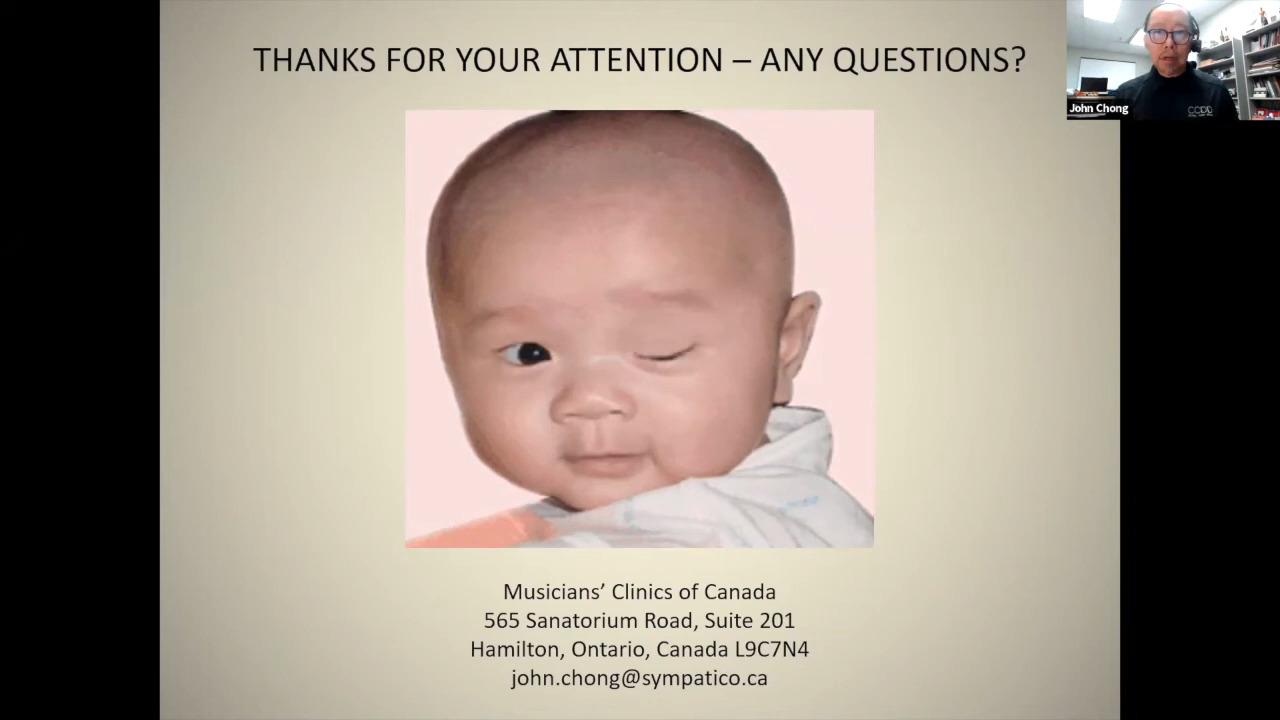 THANKS FOR YOUR ATTENTION – ANY QUESTIONS?
John Chong
Musicians’ Clinics of Canada
565 Sanatorium Road, Suite 201
Hamilton, Ontario, Canada L9C7N4
john.chong@sympatico.ca